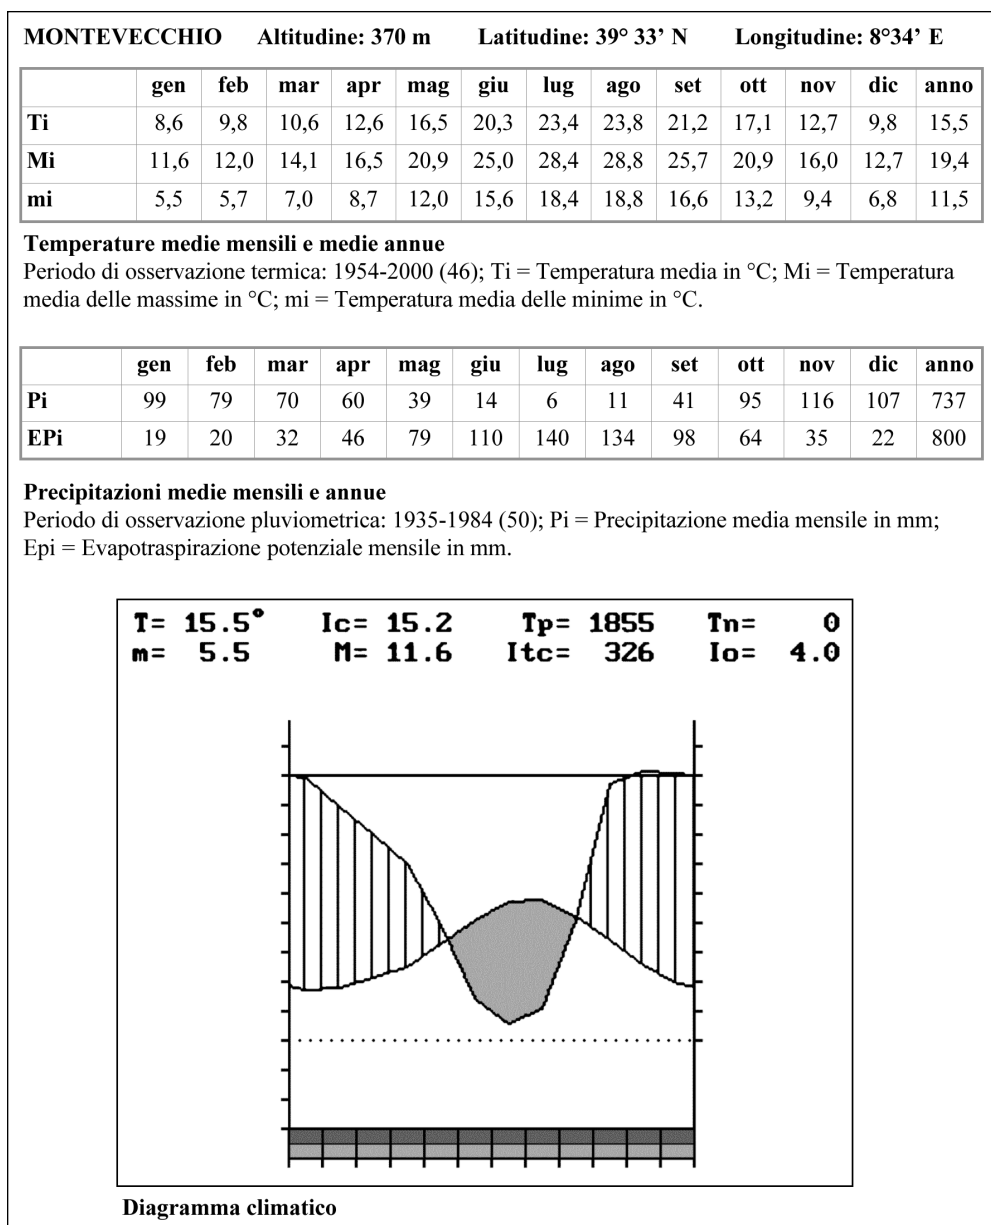 MONTEVECCHIO Altitudine: 370 m Latitudine: 39° 33’ N Longitudine: 8°34’ E
gen feb mar apr mag giu lug ago set ott nov dic anno
Ti 8,6 9,8 10,6 12,6 16,5 20,3 23,4 23,8 21,2 17,1 12,7 9,8 15,5
Mi 11,6 12,0 14,1 16,5 20,9 25,0 28,4 28,8 25,7 20,9 16,0 12,7 19,4
mi 5,5 5,7 7,0 8,7 12,0 15,6 18,4 18,8 16,6 13,2 9,4 6,8 11,5
Temperature medie mensili e medie annue
Periodo di osservazione termica: 1954-2000 (46); Ti = Temperatura media in °C; Mi = Temperatura
media delle massime in °C; mi = Temperatura media delle minime in °C.
gen feb mar apr mag giu lug ago set ott nov dic anno
Pi 99 79 70 60 39 14 6 11 41 95 116 107 737
EPi 19 20 32 46 79 110 140 134 98 64 35 22 800
Precipitazioni medie mensili e annue
Periodo di osservazione pluviometrica: 1935-1984 (50); Pi = Precipitazione media mensile in mm;
Epi = Evapotraspirazione potenziale mensile in mm.
T= 15.5° Ic= 15.2 Tp= 1855 Tn= 0
m= 5.5 M= 11.6 Itc= 326 Io= 4.0
Diagramma climatico